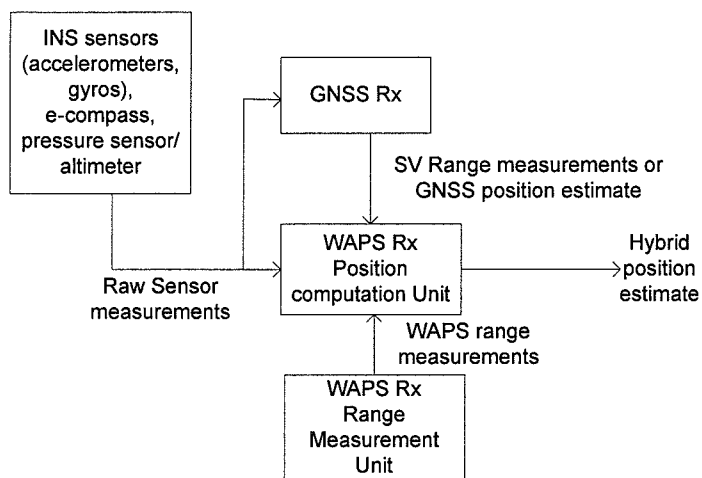 INS sensors
(accelerometers,
gyros),
e-compass,
pressure sensor/
altimeter
GNSS Rx
SV Range measurements or
GNSS position estimate
WAPS Rx
Position
computation Unit
Hybrid
position
estimate
Raw Sensor
measurements
WAPS range
measurements
WAPS Rx
Range
Measurement
Unit